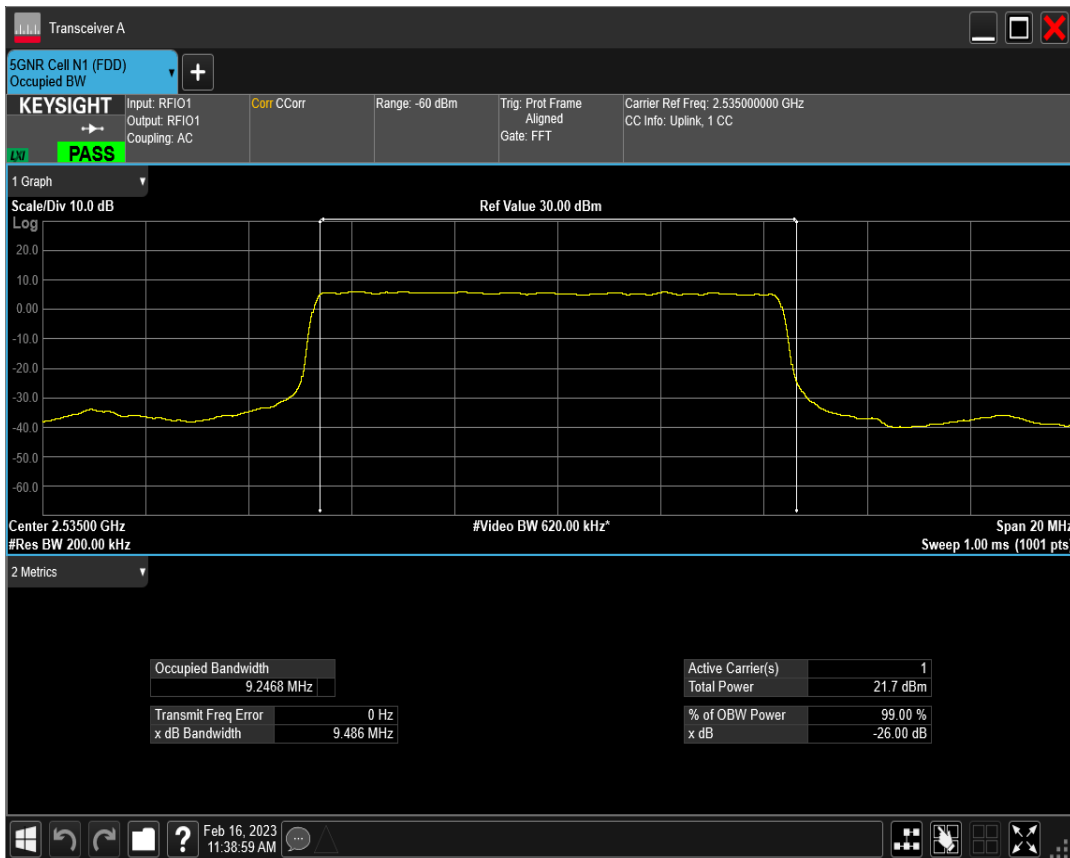 Transceiver A
5GNR Cell N1 (FDD)
Occupied BW
KEYSIGHT
LXI
PASS
Input: RFIO1
Output: RFIO1
Coupling: AC
Corr CCorr
Range: -60 dBm
Trig: Prot Frame
Aligned
Gate: FFT
Carrier Ref Freq: 2.535000000 GHz
CC Info: Uplink, 1 CC
1 Graph
Scale/Div 10.0 dB
Ref Value 30.00 dBm
Log
20.0
10.0
0.00
-10.0
-20.0
-30.0
-40.0
-50.0
-60.0
Center 2.53500 GHz
#Video BW 620.00 kHz*
Span 20 MHz
#Res BW 200.00 kHz
Sweep 1.00 ms (1001 pts)
2 Metrics
Occupied Bandwidth
9.2468 MHz
Transmit Freq Error 0 Hz
x dB Bandwidth 9.486 MHz
Active Carrier(s) 1
Total Power 21.7 dBm
% of OBW Power 99.00 %
x dB -26.00 dB
?
Feb 16, 2023
11:38:59 AM